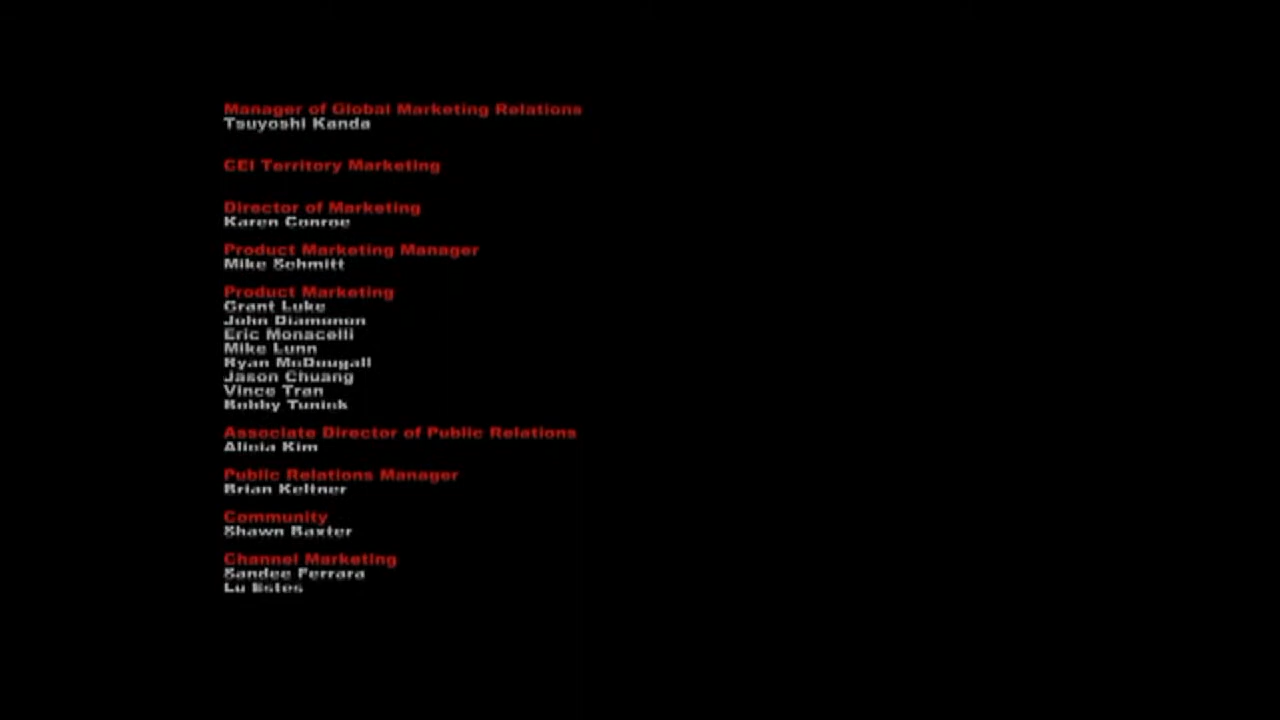 Manager of Global Marketing Relations
Tsuyoshi Kanda
CEI Territory Marketing
Director of Marketing
Karen Conroe
Product Marketing Manager
Mike Schmitt
Product Marketing
Grant Luke
John Diamonon
Eric Monacelli
Mike Lunn
Ryan McDougall
Jason Chuang
Vince Tran
Bobby Tunick
Associate Director of Public Relations
Alicia Kim
Public Relations Manager
Brian Keltner
Community
Shawn Baxter
Channel Marketing
Sandee Ferrara
Lu Estes